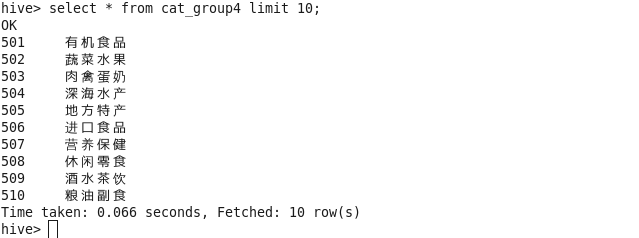 hive> select * from cat_group4 limit 10;
OK
501 有机食品
502 蔬菜水果
503 肉禽蛋奶
504 深海水产
505 地方特产
506 进口食品
507 营养保健
508 休闲零食
509 酒水茶饮
510 粮油副食
Time taken: 0.066 seconds, Fetched: 10 row(s)
hive>